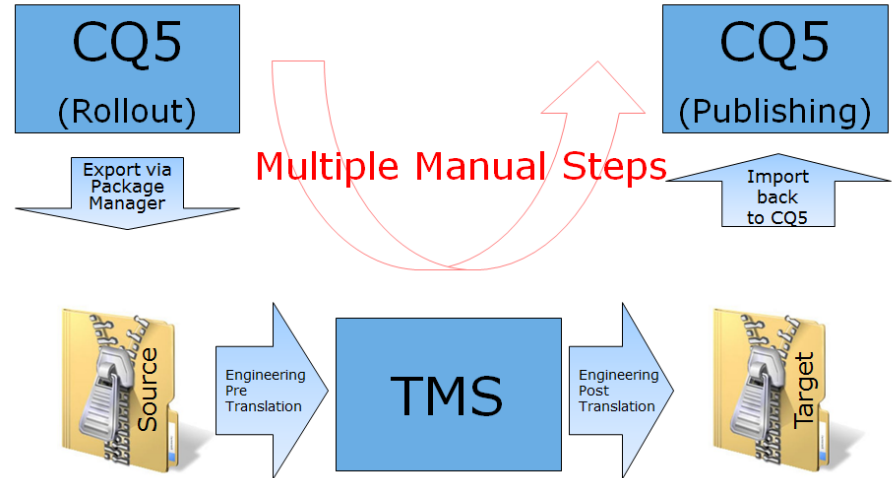 CQ5
(Rollout)
CQ5
(Publishing)
Multiple Manual Steps
Export via
Package
Manager
Import
back
to CQ5
Source
Engineering
Pre
Translation
TMS
Engineering
Post
Translation
Target